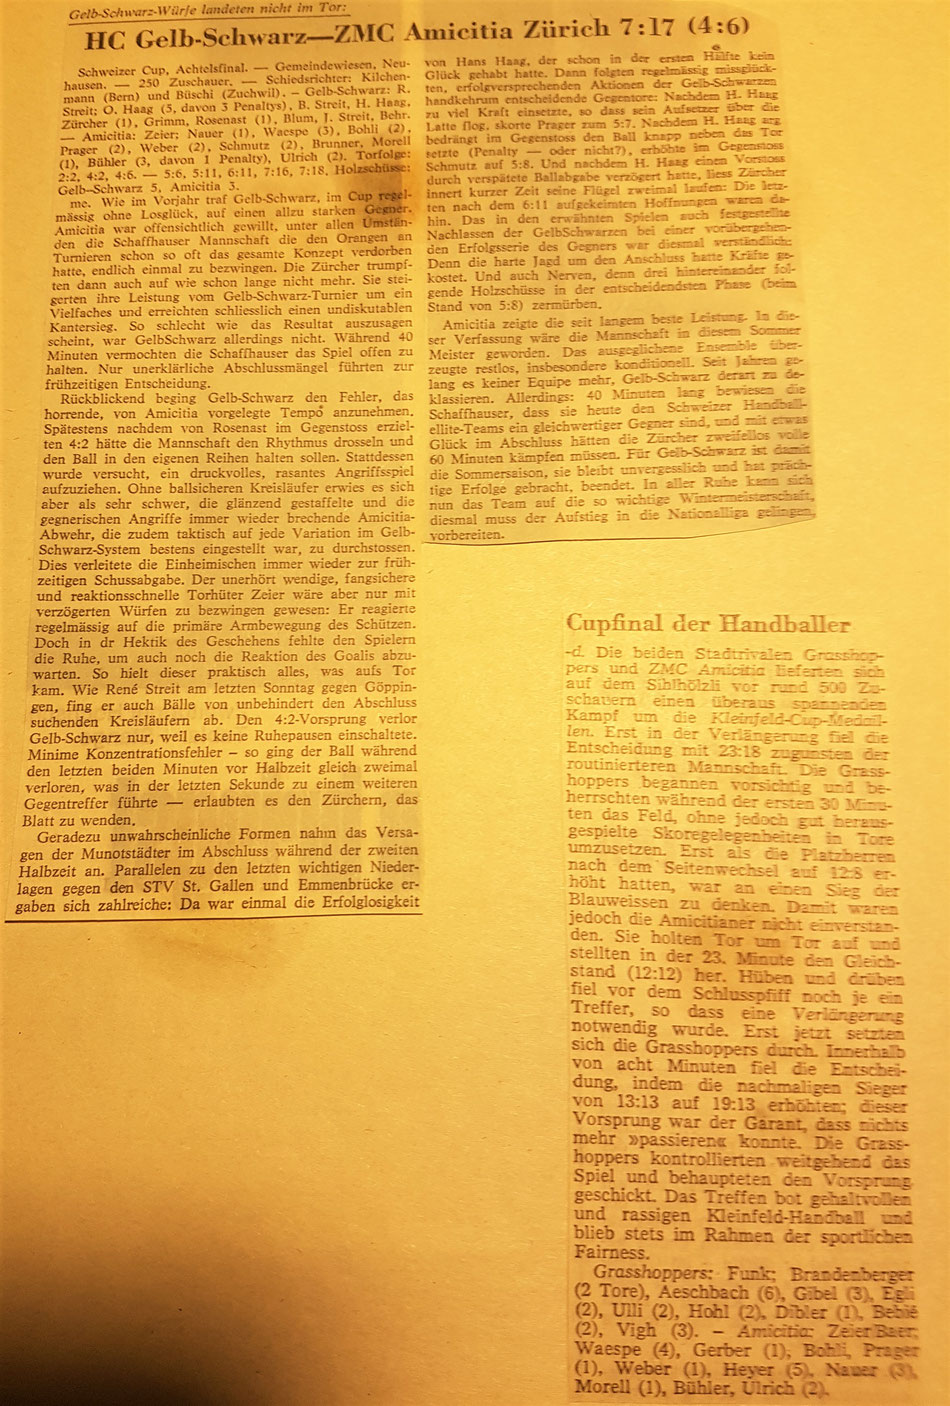 Gelb-Schwarz-Würfe landeten nicht im Tor:
HC Gelb-Schwarz—ZMC Amicitia Zürich 7:17 (4:6)
Schweizer Cup, Achtelsfinal. — Gemeindewiesen, Neu-
hausen. — 250 Zuschauer. — Schiedsrichter: Kilchen-
mann (Bern) und Büschi (Zuchwil). – Gelb-Schwarz: R.
Streit; O. Haag (5, davon 3 Penaltys), B. Streit, H. Haag,
Zürcher (1), Grimm, Rosenast (1), Blum, J. Streit, Behr.
— Amicitia: Zeier; Nauer (1), Waespe (3), Bohli (2),
Prager (2), Weber (2), Schmutz (2), Brunner, Morell
(1), Bühler (3, davon 1 Penalty), Ulrich (2). Torfolge:
2:2, 4:2, 4:6. — 5:6, 5:11, 6:11, 7:16, 7:18. Holzschüsse:
Gelb-Schwarz 5, Amicitia 3.
me. Wie im Vorjahr traf Gelb-Schwarz, im Cup regel-
mässig ohne Losglück, auf einen allzu starken Gegner.
Amicitia war offensichtlich gewillt, unter allen Umstän-
den die Schaffhauser Mannschaft die den Orangen an
Turnieren schon so oft das gesamte Konzept verdorben
hatte, endlich einmal zu bezwingen. Die Zürcher trumpf-
ten dann auch auf wie schon lange nicht mehr. Sie stei-
gerten ihre Leistung vom Gelb-Schwarz-Turnier um ein
Vielfaches und erreichten schliesslich einen undiskutablen
Kantersieg. So schlecht wie das Resultat auszusagen
scheint, war GelbSchwarz allerdings nicht. Während 40
Minuten vermochten die Schaffhauser das Spiel offen zu
halten. Nur unerklärliche Abschlussmängel führten zur
frühzeitigen Entscheidung.
Rückblickend beging Gelb-Schwarz den Fehler, das
horrende, von Amicitia vorgelegte Tempo anzunehmen.
Spätestens nachdem von Rosenast im Gegenstoss erziel-
ten 4:2 hätte die Mannschaft den Rhythmus drosseln und
den Ball in den eigenen Reihen halten sollen. Stattdessen
wurde versucht, ein druckvolles, rasantes Angriffsspiel
aufzuziehen. Ohne ballsicheren Kreisläufer erwies es sich
aber als sehr schwer, die glänzend gestaffelte und die
gegnerischen Angriffe immer wieder brechende Amicitia-
Abwehr, die zudem taktisch auf jede Variation im Gelb-
Schwarz-System bestens eingestellt war, zu durchstossen.
Dies verleitete die Einheimischen immer wieder zur früh-
zeitigen Schussabgabe. Der unerhört wendige, fangsichere
und reaktionsschnelle Torhüter Zeier wäre aber nur mit
verzögerten Würfen zu bezwingen gewesen: Er reagierte
regelmässig auf die primäre Armbewegung des Schützen.
Doch in dr Hektik des Geschehens fehlte den Spielern
die Ruhe, um auch noch die Reaktion des Goalis abzu-
warten. So hielt dieser praktisch alles, was aufs Tor
kam. Wie René Streit am letzten Sonntag gegen Göppin-
gen, fing er auch Bälle von unbehindert den Abschluss
suchenden Kreisläufern ab. Den 4:2-Vorsprung verlor
Gelb-Schwarz nur, weil es keine Ruhepausen einschaltete.
Minime Konzentrationsfehler – so ging der Ball während
den letzten beiden Minuten vor Halbzeit gleich zweimal
verloren, was in der letzten Sekunde zu einem weiteren
Gegentreffer führte — erlaubten es den Zürchern, das
Blatt zu wenden.
Geradezu unwahrscheinliche Formen nahm das Versa-
gen der Munotstädter im Abschluss während der zweiten
Halbzeit an. Parallelen zu den letzten wichtigen Nieder-
lagen gegen den STV St. Gallen und Emmenbrücke er-
gaben sich zahlreiche: Da war einmal die Erfolglosigkeit
von Hans Haag, der schon in der ersten Hälfte kein
Glück gehabt hatte. Dann folgten regelmässig missglück-
ten, erfolgversprechenden Aktionen der Gelb-Schwarzen
handkehrum entscheidende Gegentore: Nachdem H. Haag
zu viel Kraft einsetzte, so dass sein Aufsetzer über die
Latte flog, skorte Prager zum 5:7. Nachdem H. Haag arg
bedrängt im Gegenstoss den Ball knapp neben das Tor
setzte (Penalty — oder nicht?), erhöhte im Gegenstoss
Schmutz auf 5:8. Und nachdem H. Haag einen Vorstoss
durch verspätete Ballabgabe verzögert hatte, liess Zürcher
innert kurzer Zeit seine Flügel zweimal laufen: Die letz-
ten nach dem 6:11 aufgekeimten Hoffnungen waren da-
hin. Das in den erwähnten Spielen auch festgestellte
Nachlassen der GelbSchwarzen bei einer vorübergehen-
den Erfolgsserie des Gegners war diesmal verständlich:
Denn die harte Jagd um den Anschluss hatte Kräfte ge-
kostet. Und auch Nerven, denn drei hintereinander fol-
gende Holzschüsse in der entscheidendsten Phase (beim
Stand von 5:8) zermürben.
Amicitia zeigte die seit langem beste Leistung. In die-
ser Verfassung wäre die Mannschaft in diesem Sommer
Meister geworden. Das ausgeglichene Ensemble über-
zeugte restlos, insbesondere konditionell. Seit Jahren ge-
lang es keiner Equipe mehr, Gelb-Schwarz derart zu de-
klassieren. Allerdings: 40 Minuten lang bewiesen die
Schaffhauser, dass sie heute den Schweizer Handball-
ellite-Teams ein gleichwertiger Gegner sind, und mit etwas
Glück im Abschluss hätten die Zürcher zweifellos volle
60 Minuten kämpfen müssen. Für Gelb-Schwarz ist damit
die Sommersaison, sie bleibt unvergesslich und hat präch-
tige Erfolge gebracht, beendet. In aller Ruhe kann sich
nun das Team auf die so wichtige Wintermeisterschaft,
diesmal muss der Aufstieg in die Nationalliga gelingen,
vorbereiten.
Cupfinal der Handballer
-d. Die beiden Stadtrivalen Grasshop-
pers und ZMC Amicitia lieferten sich
auf dem Sihlhölzli vor rund 500 Zu-
schauern einen überaus spannenden
Kampf um die Kleinfeld-Cup-Medail-
len. Erst in der Verlängerung fiel die
Entscheidung mit 23:18 zugunsten der
routinierteren Mannschaft. Die Grass-
hoppers begannen vorsichtig und be-
herrschten während der ersten 30 Minu-
ten das Feld, ohne jedoch gut heraus-
gespielte Skoregelegenheiten in Tore
umzusetzen. Erst als die Platzherren
nach dem Seitenwechsel auf 12:8 er-
höht hatten, war an einen Sieg der
Blauweissen zu denken. Damit waren
jedoch die Amicitianer nicht einverstan-
den. Sie holten Tor um Tor auf und
stellten in der 23. Minute den Gleich-
stand (12:12) her. Hüben und drüben
fiel vor dem Schlusspfiff noch je ein
Treffer, so dass eine Verlängerung
notwendig wurde. Erst jetzt setzten
sich die Grasshoppers durch. Innerhalb
von acht Minuten fiel die Entschei-
dung, indem die nachmaligen Sieger
von 13:13 auf 19:13 erhöhten; dieser
Vorsprung war der Garant, dass nichts
mehr »passieren« konnte. Die Grass-
hoppers kontrollierten weitgehend das
Spiel und behaupteten den Vorsprung
geschickt. Das Treffen bot gehaltvollen
und rassigen Kleinfeld-Handball und
blieb stets im Rahmen der sportlichen
Fairness.
Grasshoppers: Funk; Brandenberger
(2 Tore), Aeschbach (6), Gibel (3), Egli
(2), Ulli (2), Hohl (2), Dibler (1), Bebié
(2), Vigh (3). – Amicitia: Zeier/Baer,
Waespe (4), Gerber (1), Bohli, Prager
(1), Weber (1), Heyer (5), Nauer (3),
Morell (1), Bühler, Ulrich (2).